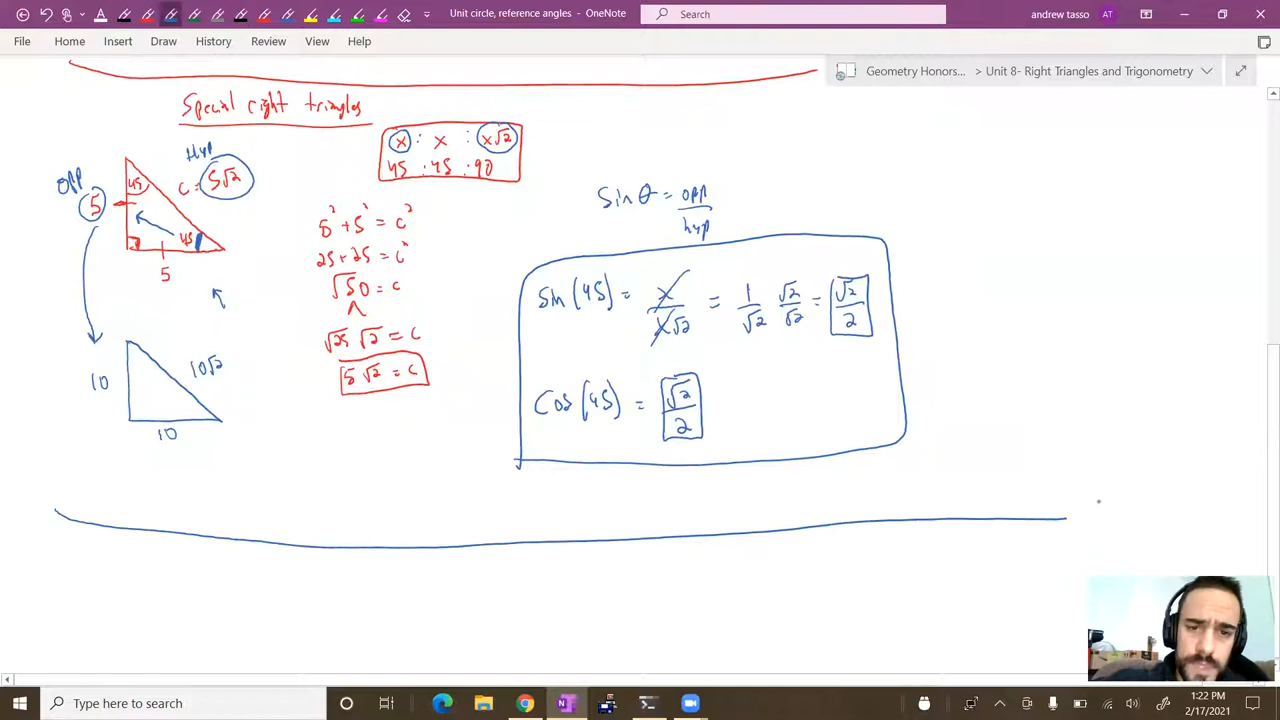 Unit circle, reference angles - OneNote
Search
andrew tasso
AT
File Home Insert Draw History Review View Help
Geometry Honors... > Unit 8- Right Triangles and Trigonometry
Special right triangles
x : x : x√2
45 : 45 : 90
Hyp
opp
5
45
c = 5√2
45
5
5² + 5² = c²
25 + 25 = c²
√50 = c
√25 √2 = c
5√2 = c
10
10√2
10
Sin θ = opp/hyp
Sin(45) = x/x√2 = 1/√2 √2/√2 = √2/2
Cos(45) = √2/2
Type here to search
1:22 PM
2/17/2021